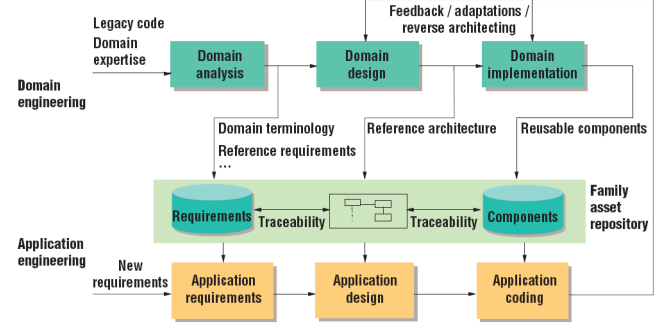 Feedback / adaptations /
reverse architecting
Legacy code
Domain
expertise
Domain
analysis
Domain
design
Domain
implementation
Domain
engineering
Domain terminology
Reference requirements
...
Reference architecture
Reusable components
Requirements
Traceability
Traceability
Components
Family
asset
repository
Application
engineering
New
requirements
Application
requirements
Application
design
Application
coding